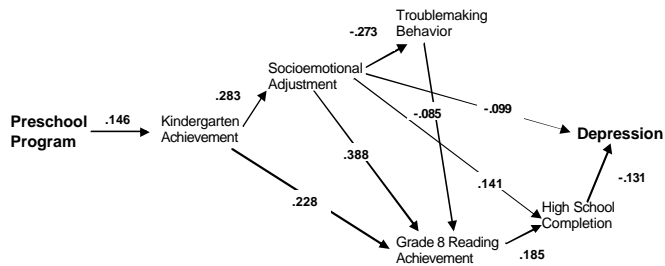 Troublemaking
Behavior
-.273
Socioemotional
Adjustment
.283
-.099
-.085
Preschool
Program
.146
Kindergarten
Achievement
Depression
.388
-.131
.141
.228
High School
Completion
Grade 8 Reading
Achievement
.185